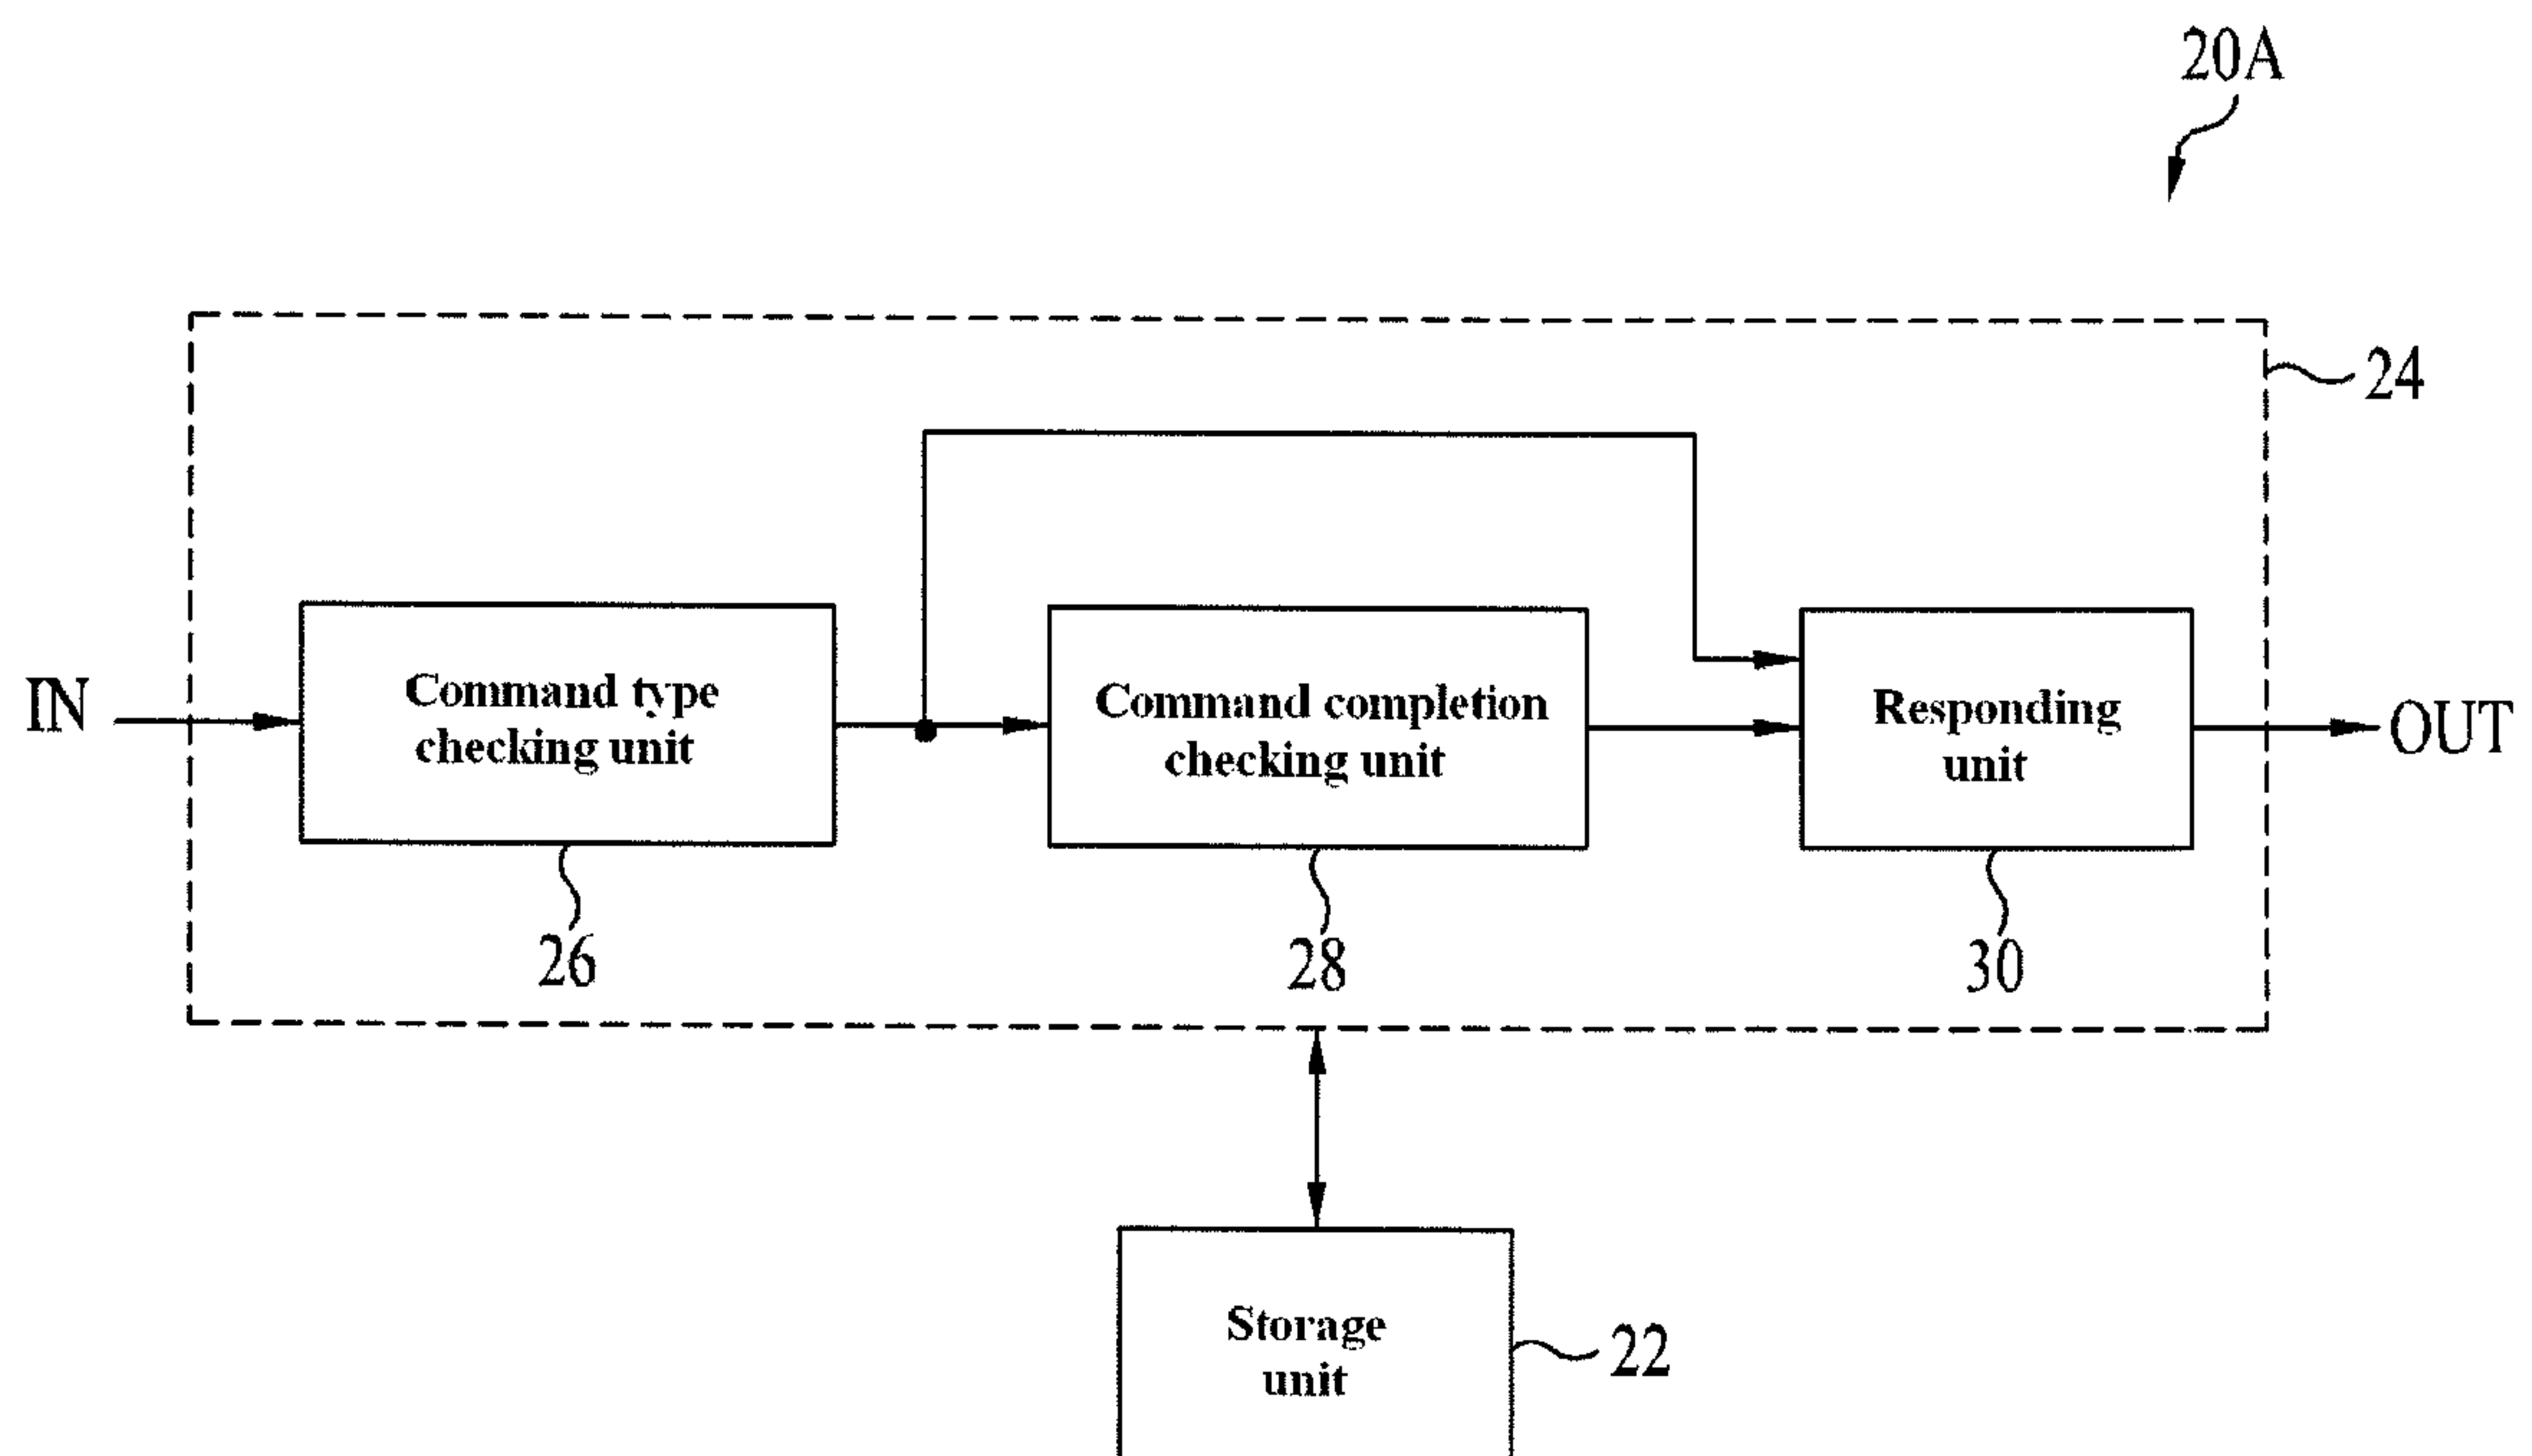 20A
24
IN
Command type
checking unit
Command completion
checking unit
Responding
unit
OUT
26
28
30
Storage
unit
22